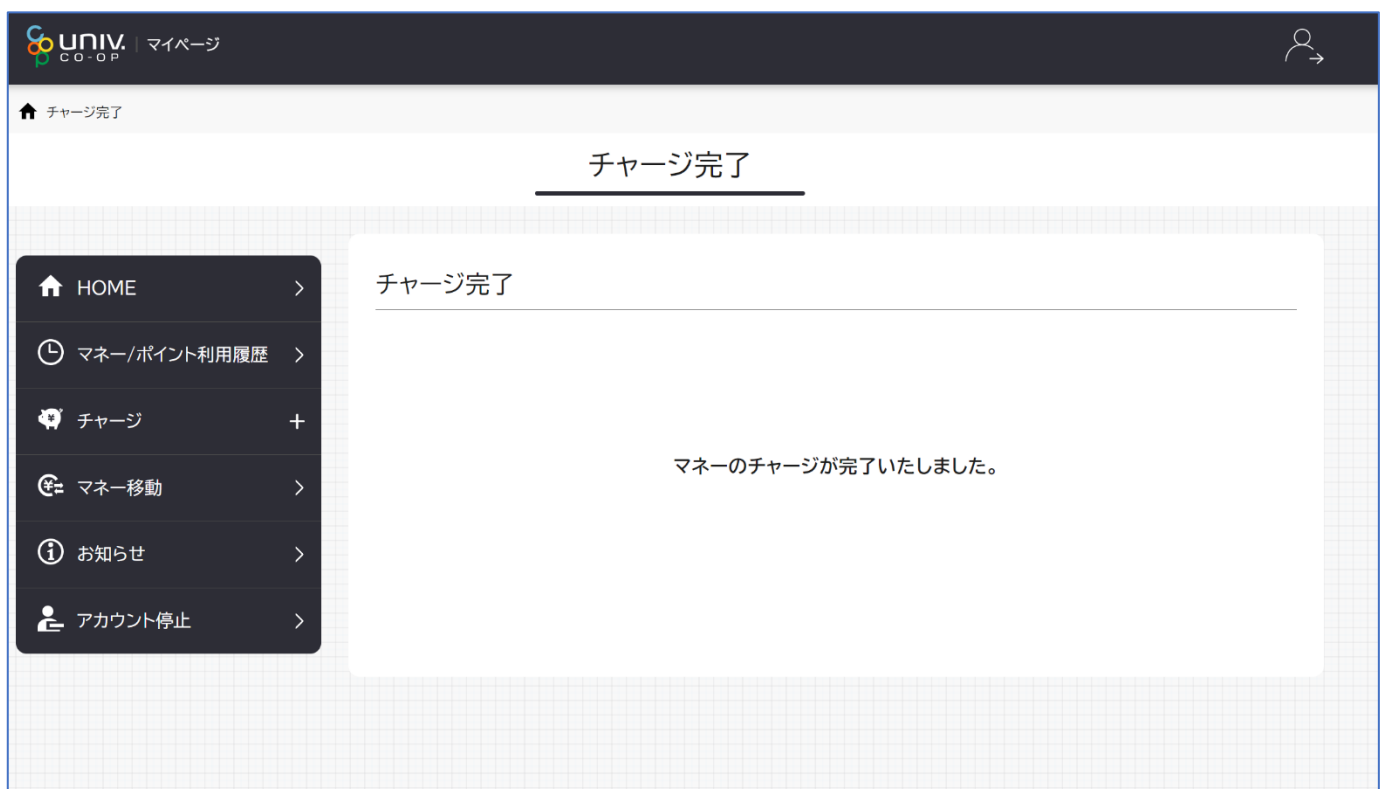 UNIV. CO-OP マイページ
チャージ完了
チャージ完了
HOME
マネー/ポイント利用履歴
チャージ
マネー移動
お知らせ
アカウント停止
チャージ完了
マネーのチャージが完了いたしました。